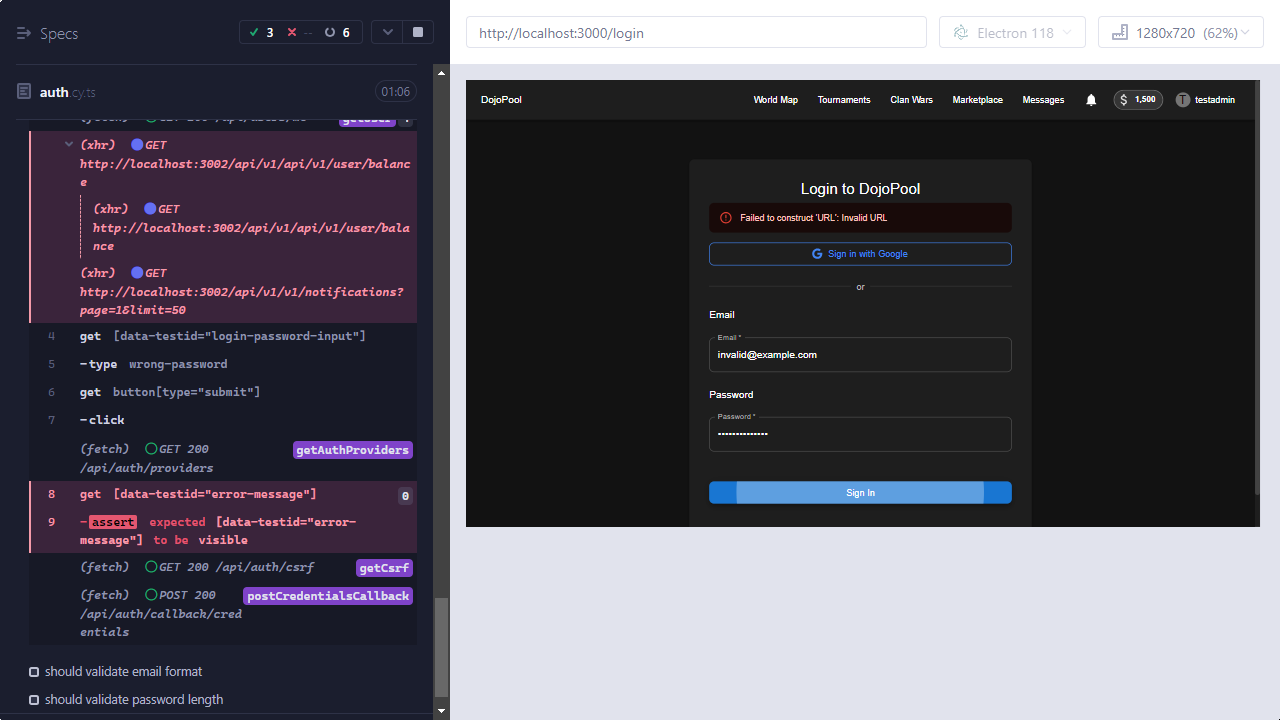 Specs
3
--
6
auth.cy.ts
01:06
(xhr) GET
http://localhost:3002/api/v1/api/v1/user/balanc
e
(xhr) GET
http://localhost:3002/api/v1/api/v1/user/bala
nce
(xhr) GET
http://localhost:3002/api/v1/v1/notifications?
page=1&limit=50
4 get [data-testid="login-password-input"]
5 -type wrong-password
6 get button[type="submit"]
7 -click
(fetch) GET 200 getAuthProviders
/api/auth/providers
8 get [data-testid="error-message"] 0
9 -assert expected [data-testid="error-
message"] to be visible
(fetch) GET 200 /api/auth/csrf getCsrf
(fetch) POST 200 postCredentialsCallback
/api/auth/callback/cred
entials
should validate email format
should validate password length
http://localhost:3000/login
Electron 118
1280x720 (62%)
DojoPool
World Map
Tournaments
Clan Wars
Marketplace
Messages
$ 1,500
T testadmin
Login to DojoPool
Failed to construct 'URL': Invalid URL
G Sign in with Google
or
Email
Email *
invalid@example.com
Password
Password *
Sign In